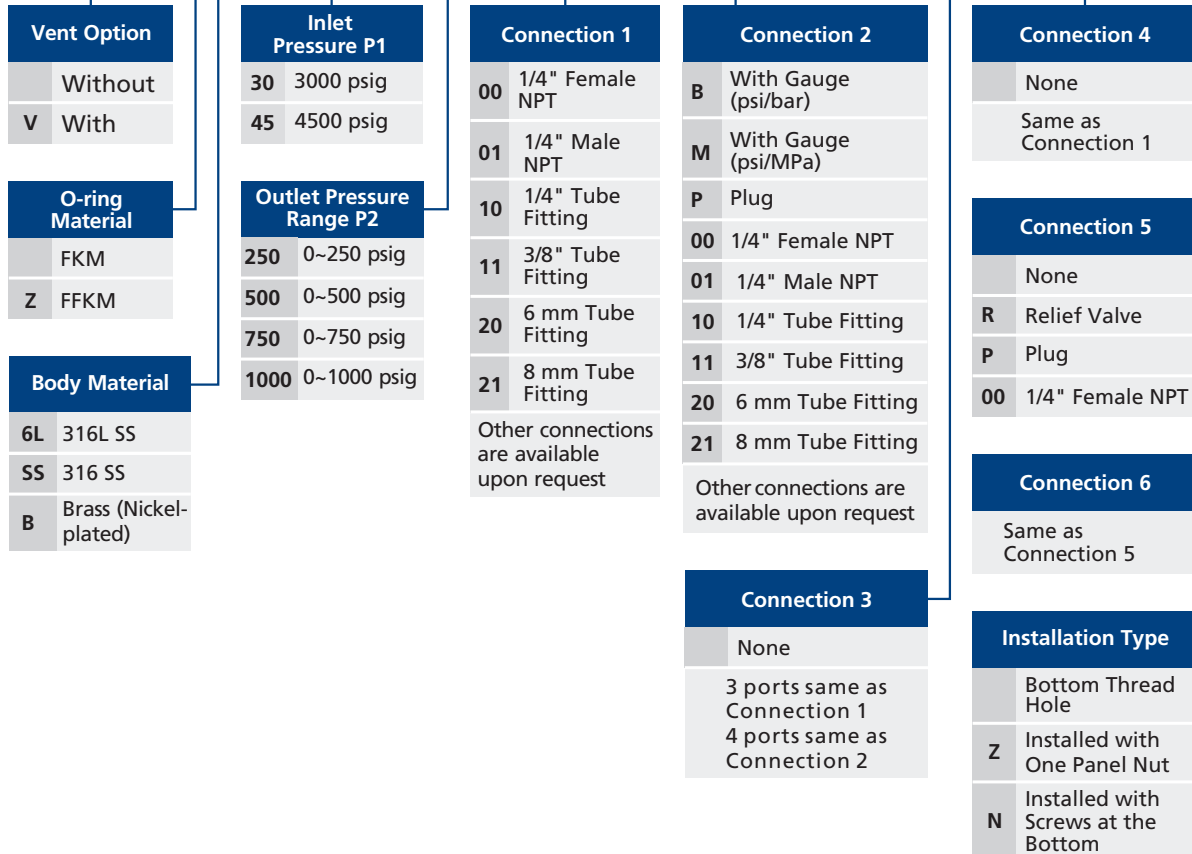 Vent Option
Without
V With
O-ring
Material
FKM
Z FFKM
Body Material
6L 316L SS
SS 316 SS
B Brass (Nickel-
plated)
Inlet
Pressure P1
30 3000 psig
45 4500 psig
Outlet Pressure
Range P2
250 0~250 psig
500 0~500 psig
750 0~750 psig
1000 0~1000 psig
Connection 1
00 1/4" Female
NPT
01 1/4" Male
NPT
10 1/4" Tube
Fitting
11 3/8" Tube
Fitting
20 6 mm Tube
Fitting
21 8 mm Tube
Fitting
Other connections
are available
upon request
Connection 2
B With Gauge
(psi/bar)
M With Gauge
(psi/MPa)
P Plug
00 1/4" Female NPT
01 1/4" Male NPT
10 1/4" Tube Fitting
11 3/8" Tube Fitting
20 6 mm Tube Fitting
21 8 mm Tube Fitting
Other connections are
available upon request
Connection 3
None
3 ports same as
Connection 1
4 ports same as
Connection 2
Connection 4
None
Same as
Connection 1
Connection 5
None
R Relief Valve
P Plug
00 1/4" Female NPT
Connection 6
Same as
Connection 5
Installation Type
Bottom Thread
Hole
Z Installed with
One Panel Nut
N Installed with
Screws at the
Bottom